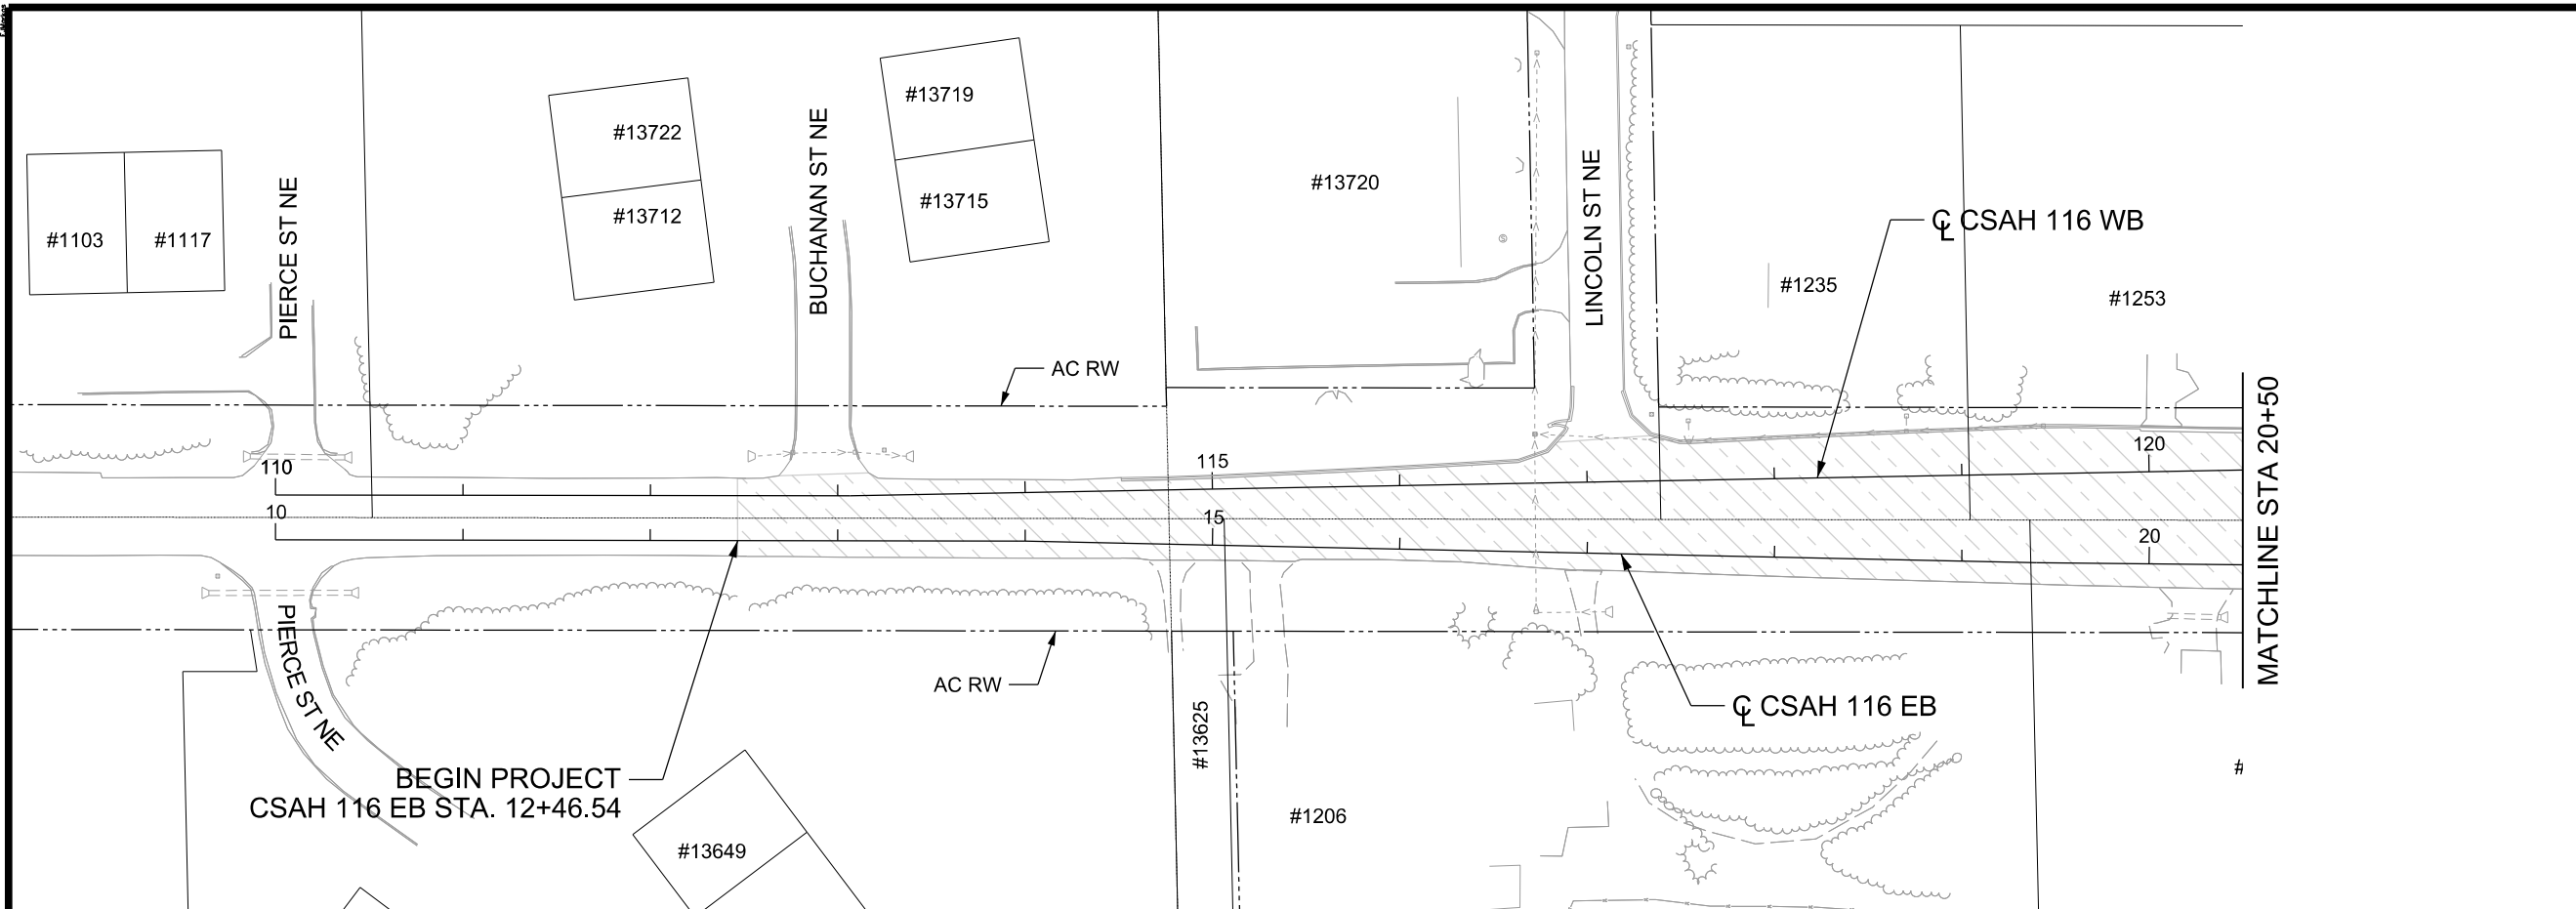 #13719
#13722
#13715
#13712
#1103
#1117
PIERCE ST NE
BUCHANAN ST NE
#13720
LINCOLN ST NE
℄ CSAH 116 WB
#1235
#1253
AC RW
MATCHLINE STA 20+50
110
115
120
10
15
20
PIERCE ST NE
AC RW
℄ CSAH 116 EB
#13625
BEGIN PROJECT
CSAH 116 EB STA. 12+46.54
#1206
#13649
#